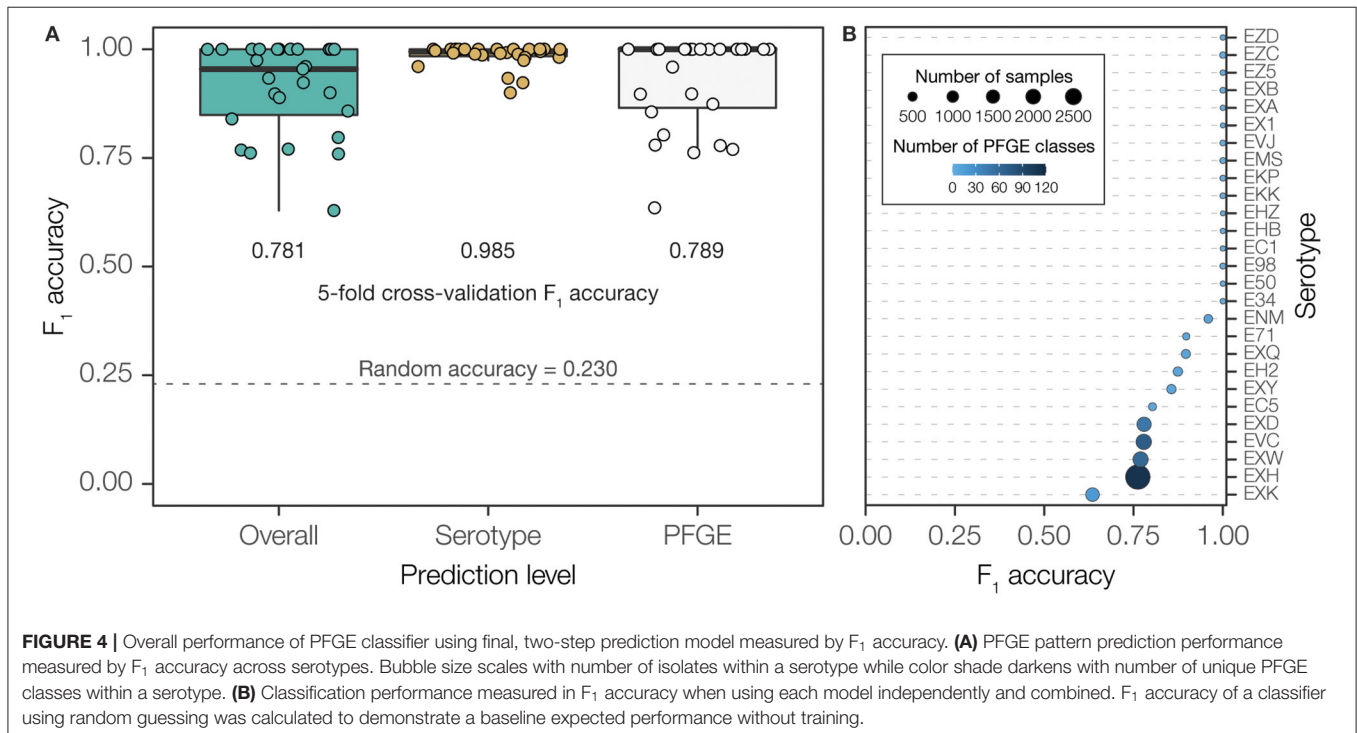 A
F1 accuracy
1.00
0.75
0.50
0.25
0.00
0.781
0.985
0.789
5-fold cross-validation F1 accuracy
Random accuracy = 0.230
Overall
Serotype
PFGE
Prediction level
B
Number of samples
500 1000 1500 2000 2500
Number of PFGE classes
0 30 60 90 120
EZD
EZC
EZ5
EXB
EXA
EX1
EVJ
EMS
EKP
EKK
EHZ
EHB
EC1
E98
E50
E34
ENM
E71
EXQ
EH2
EXY
EC5
EXD
EVC
EXW
EXH
EXK
Serotype
0.00 0.25 0.50 0.75 1.00
F1 accuracy
FIGURE 4 | Overall performance of PFGE classifier using final, two-step prediction model measured by F1 accuracy. (A) PFGE pattern prediction performance
measured by F1 accuracy across serotypes. Bubble size scales with number of isolates within a serotype while color shade darkens with number of unique PFGE
classes within a serotype. (B) Classification performance measured in F1 accuracy when using each model independently and combined. F1 accuracy of a classifier
using random guessing was calculated to demonstrate a baseline expected performance without training.